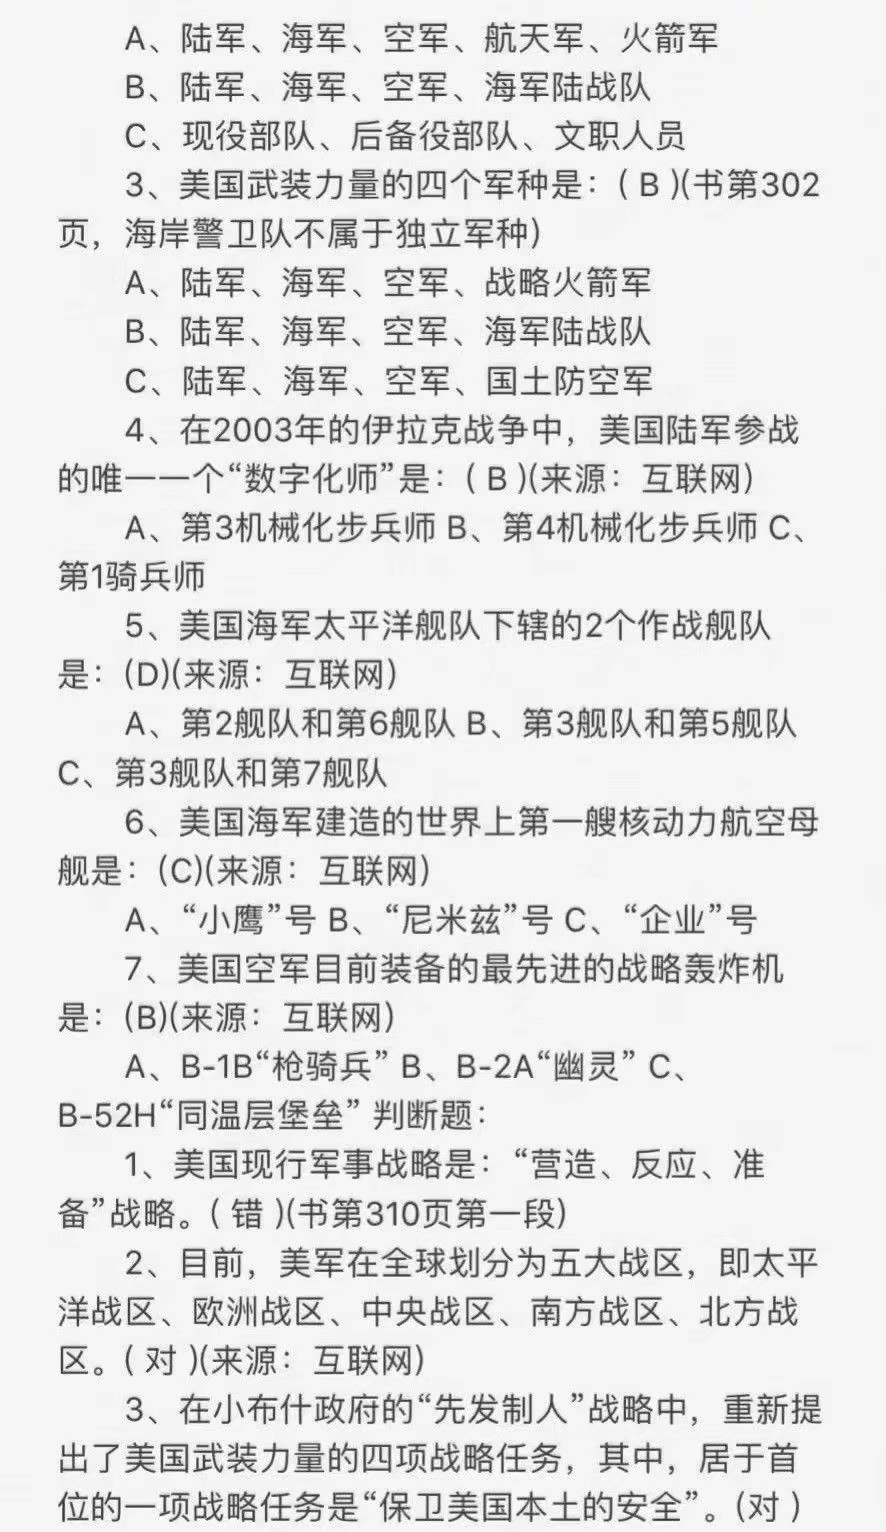 A、陆军、海军、空军、航天军、火箭军
B、陆军、海军、空军、海军陆战队
C、现役部队、后备役部队、文职人员
3、美国武装力量的四个军种是：( B )(书第302
页，海岸警卫队不属于独立军种)
A、陆军、海军、空军、战略火箭军
B、陆军、海军、空军、海军陆战队
C、陆军、海军、空军、国土防空军
4、在2003年的伊拉克战争中，美国陆军参战
的唯一一个“数字化师”是：( B )(来源：互联网)
A、第3机械化步兵师 B、第4机械化步兵师 C、
第1骑兵师
5、美国海军太平洋舰队下辖的2个作战舰队
是：(D)(来源：互联网)
A、第2舰队和第6舰队 B、第3舰队和第5舰队
C、第3舰队和第7舰队
6、美国海军建造的世界上第一艘核动力航空母
舰是：(C)(来源：互联网)
A、“小鹰”号 B、“尼米兹”号 C、“企业”号
7、美国空军目前装备的最先进的战略轰炸机
是：(B)(来源：互联网)
A、B-1B“枪骑兵” B、B-2A“幽灵” C、
B-52H“同温层堡垒” 判断题：
1、美国现行军事战略是：“营造、反应、准
备”战略。( 错 )(书第310页第一段)
2、目前，美军在全球划分为五大战区，即太平
洋战区、欧洲战区、中央战区、南方战区、北方战
区。( 对 )(来源：互联网)
3、在小布什政府的“先发制人”战略中，重新提
出了美国武装力量的四项战略任务，其中，居于首
位的一项战略任务是“保卫美国本土的安全”。(对 )